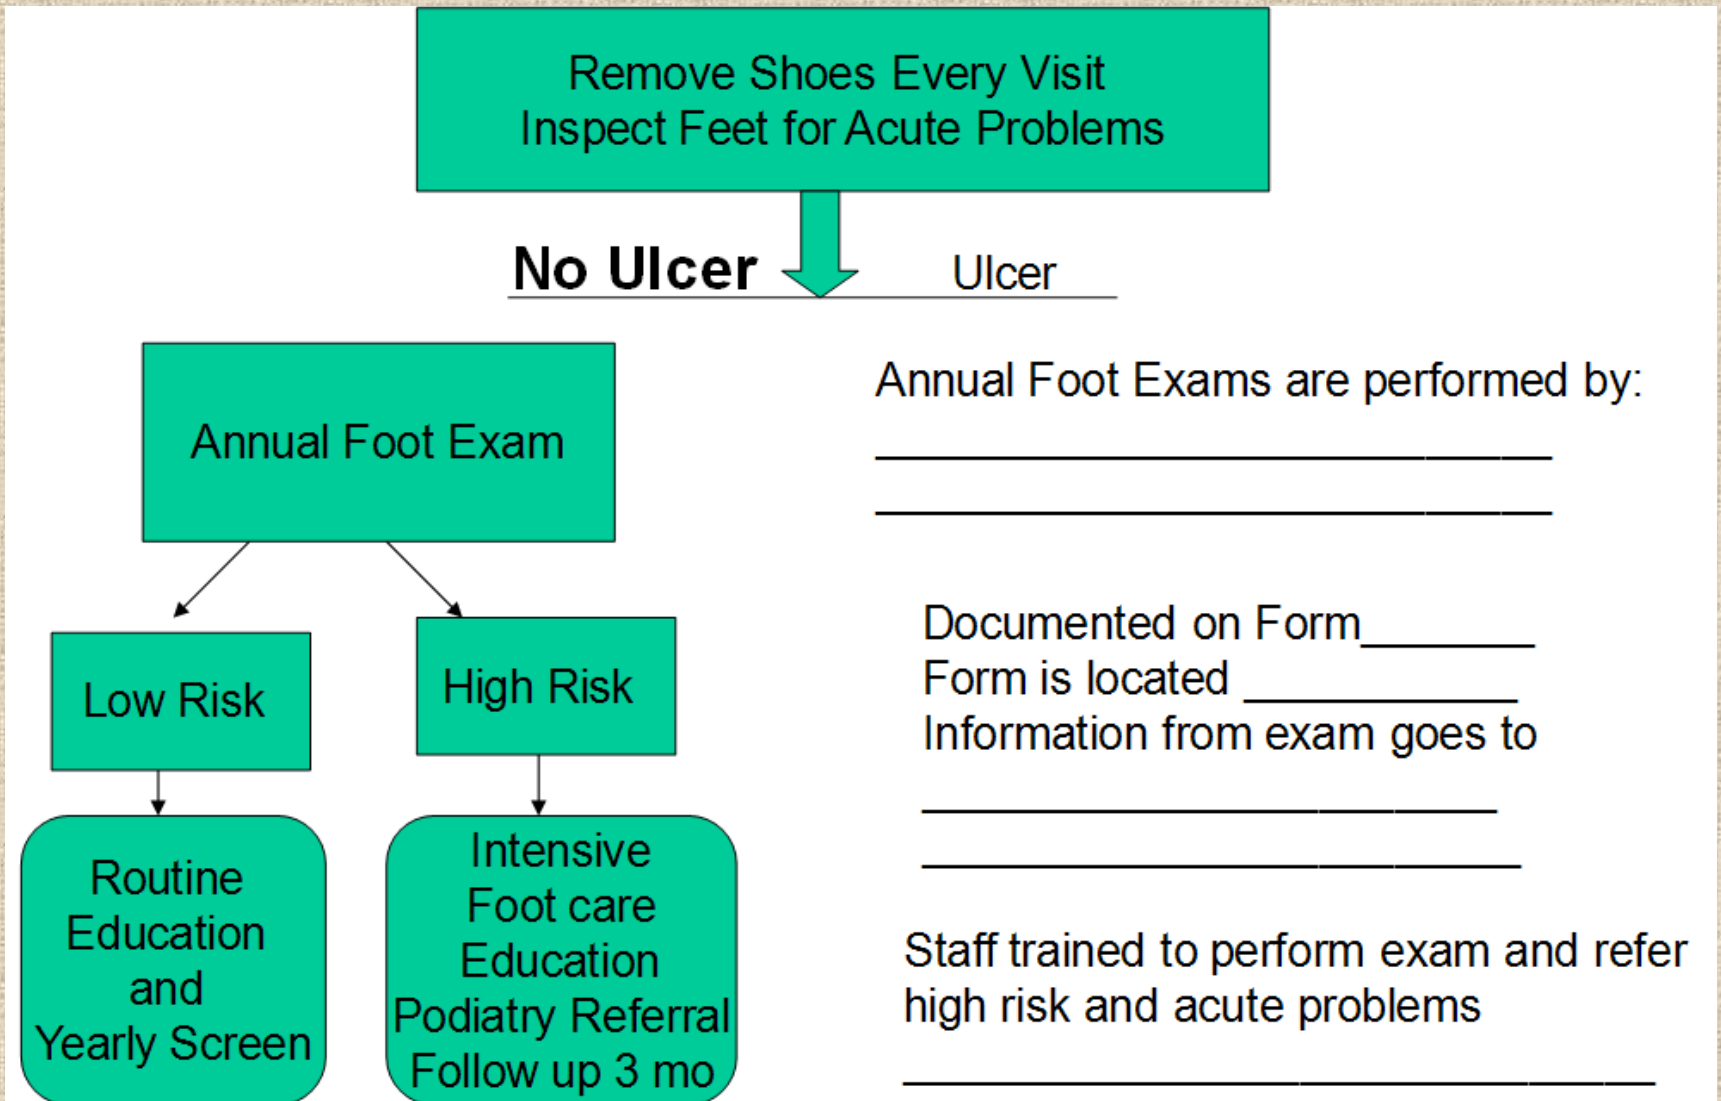 Remove Shoes Every Visit
Inspect Feet for Acute Problems
No Ulcer
Ulcer
Annual Foot Exam
Low Risk
High Risk
Routine
Education
and
Yearly Screen
Intensive
Foot care
Education
Podiatry Referral
Follow up 3 mo
Annual Foot Exams are performed by:
Documented on Form_______
Form is located ___________
Information from exam goes to
Staff trained to perform exam and refer
high risk and acute problems